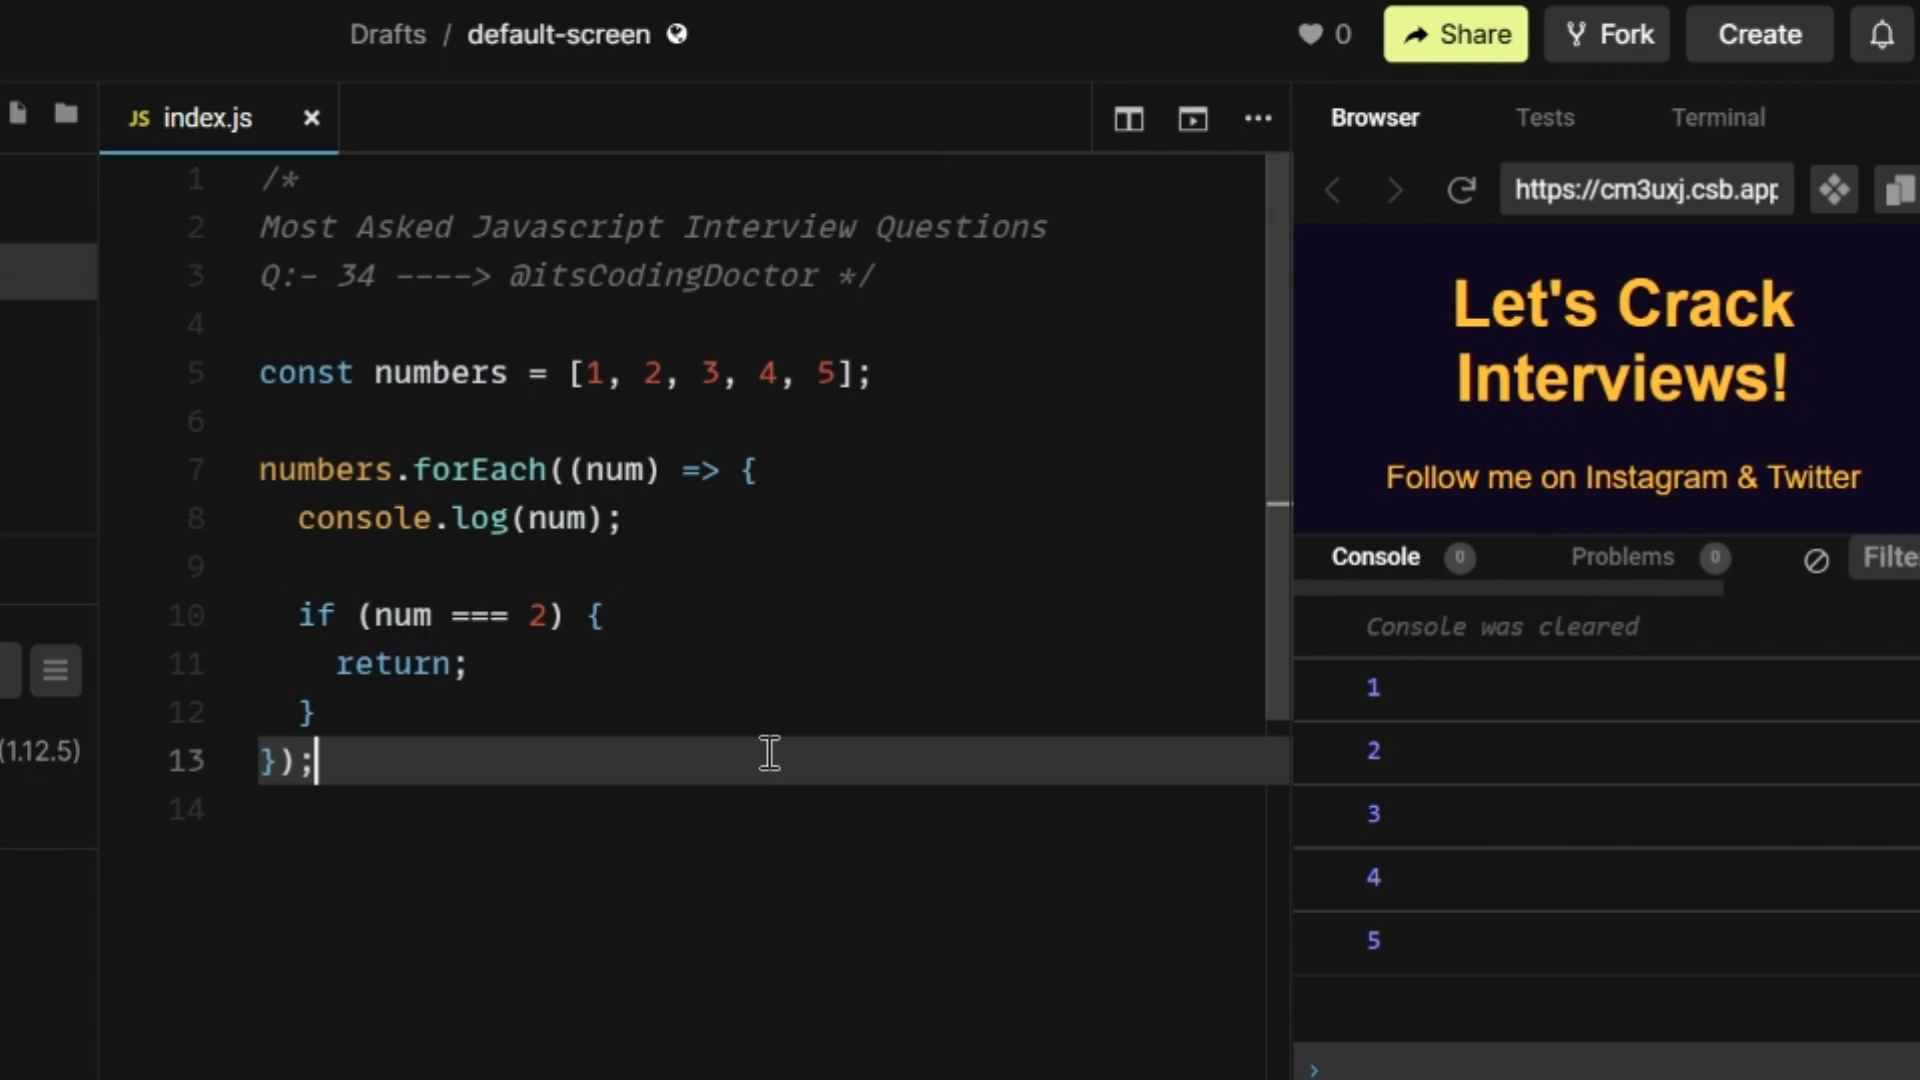 Drafts / default-screen
0
Share
Fork
Create
JS index.js
Browser
Tests
Terminal
https://cm3uxj.csb.app
1 /*
2 Most Asked Javascript Interview Questions
3 Q:- 34 ----> @itsCodingDoctor */
4
5 const numbers = [1, 2, 3, 4, 5];
6
7 numbers.forEach((num) => {
8 console.log(num);
9
10 if (num === 2) {
11 return;
12 }
13 });
14
(1.12.5)
Let's Crack
Interviews!
Follow me on Instagram & Twitter
Console 0 Problems 0 Filte
Console was cleared
1
2
3
4
5